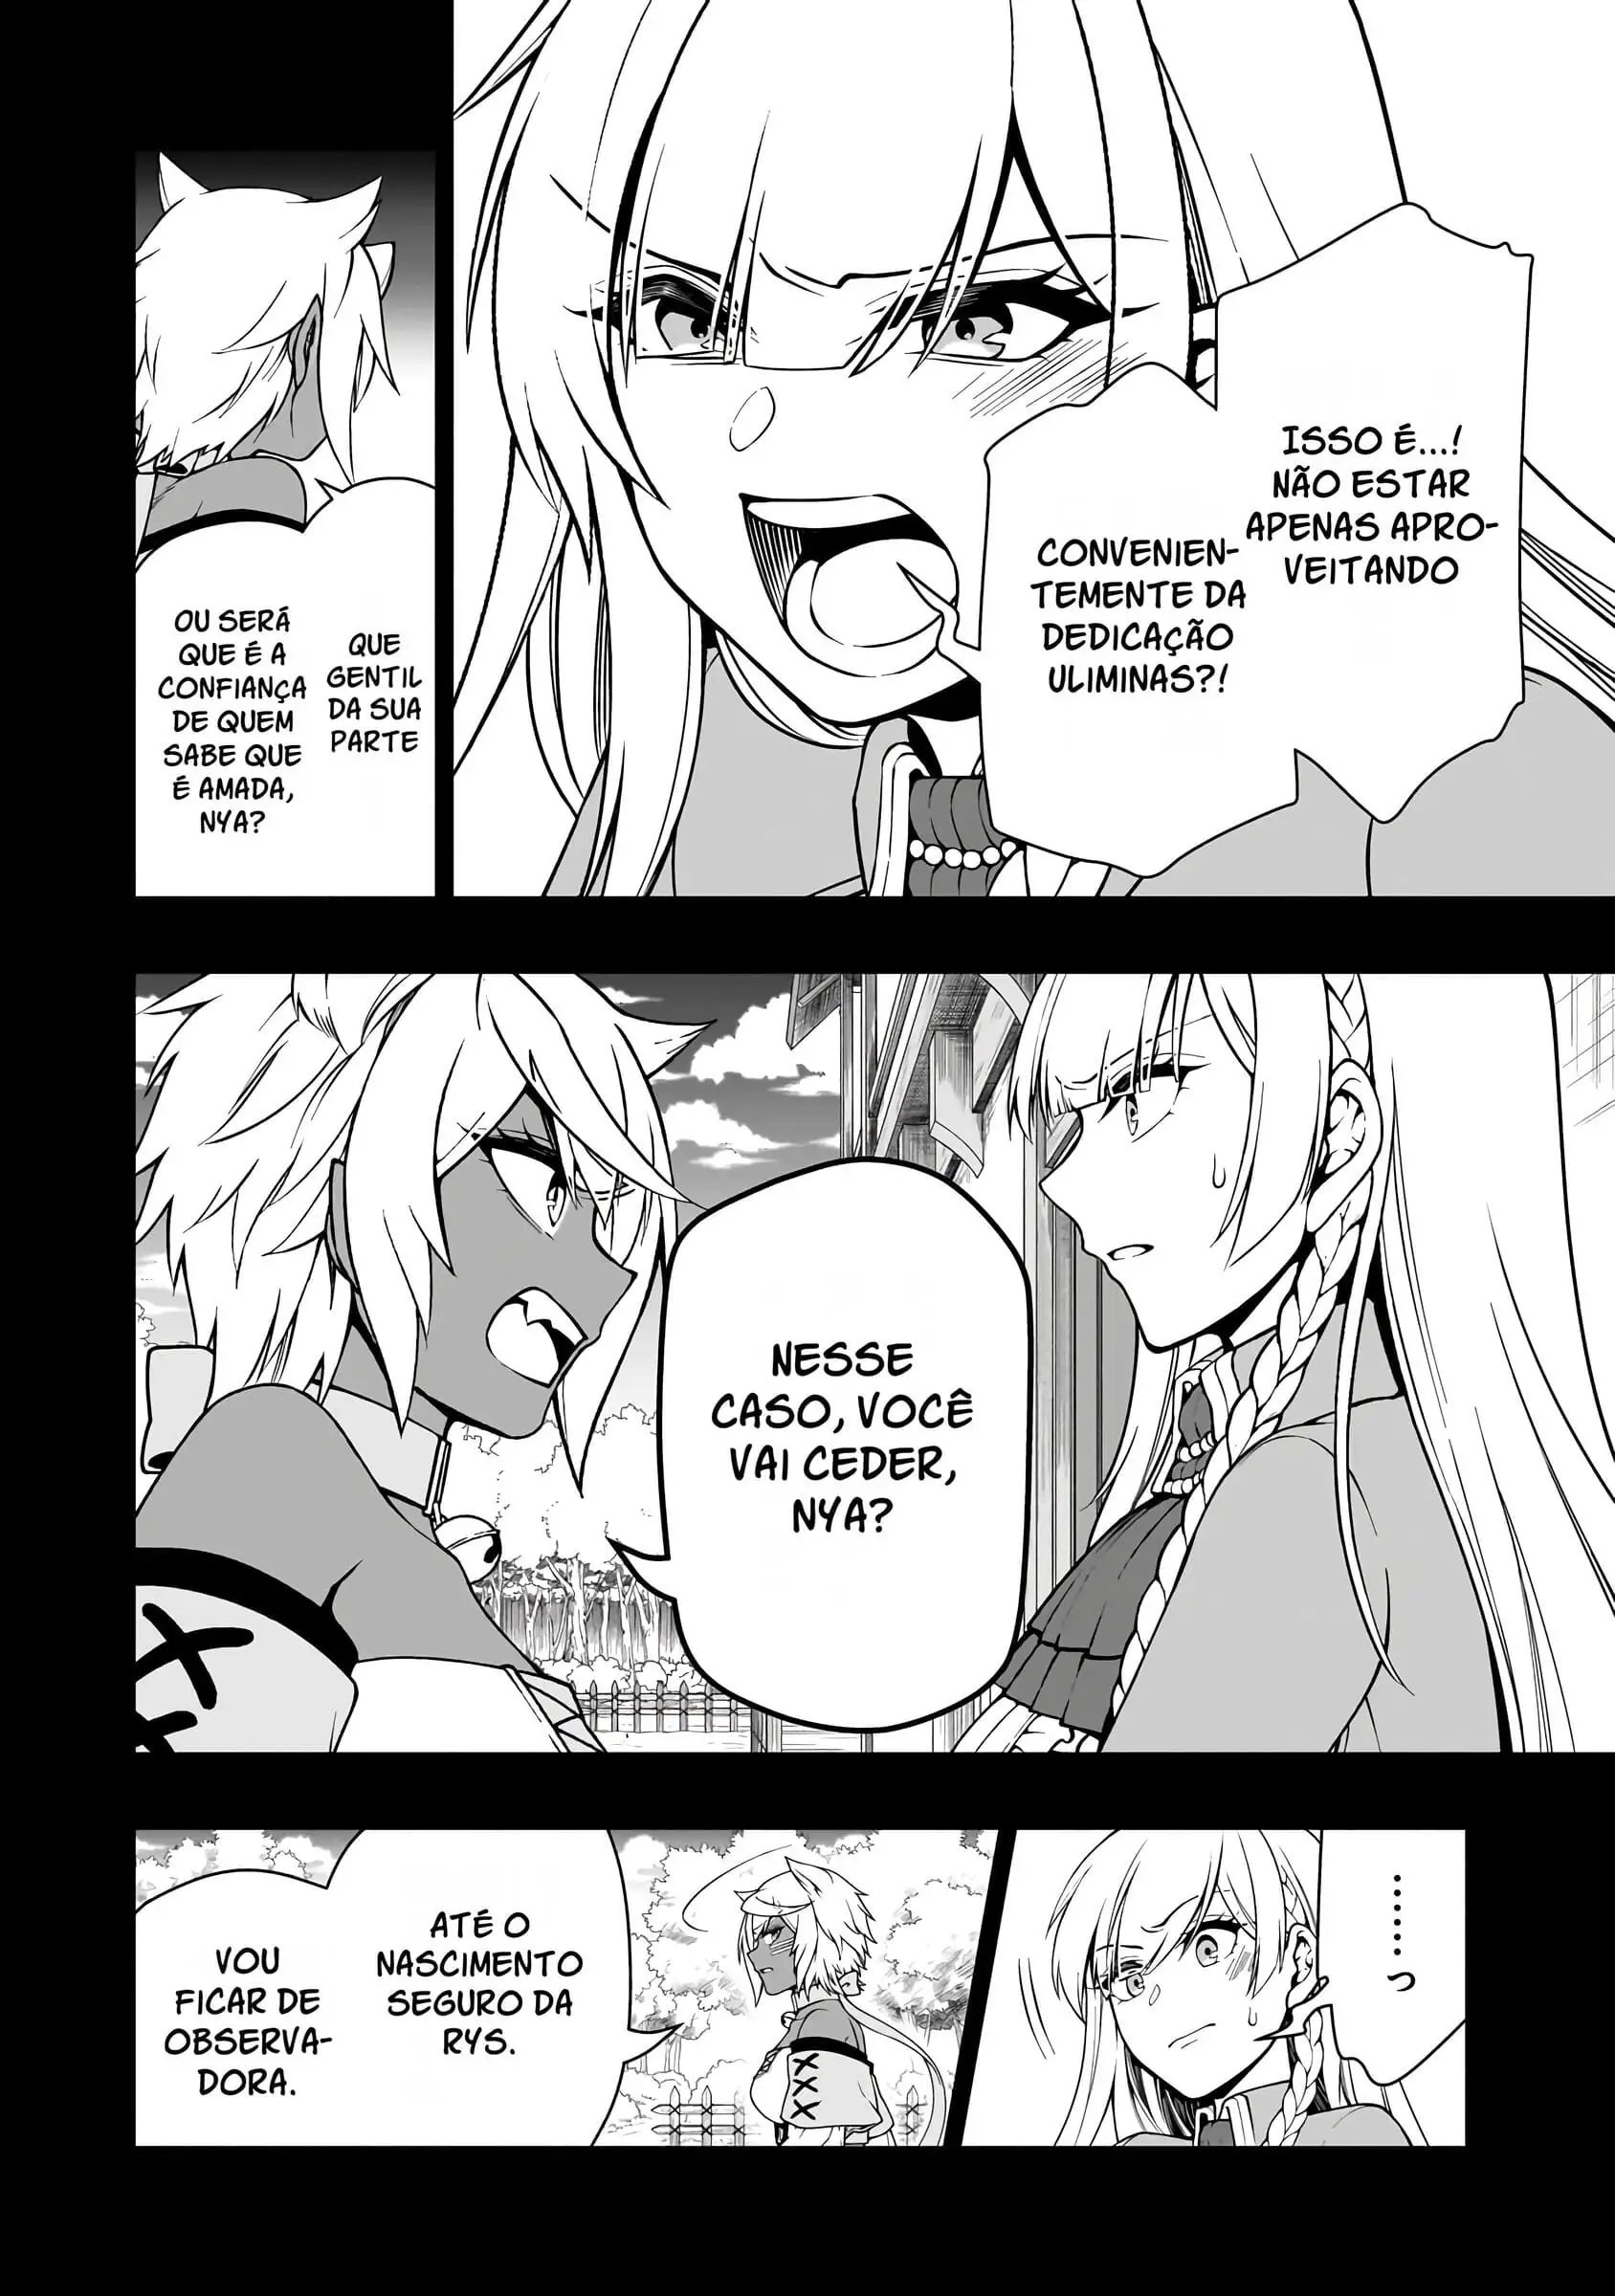 ISSO É...!
NÃO ESTAR
APENAS APRO-
VEITANDO
CONVENIEN-
TEMENTE DA
DEDICAÇÃO
ULIMINAS?!
QUE
GENTIL
DA SUA
PARTE
OU SERÁ
QUE É A
CONFIANÇA
DE QUEM
SABE QUE
É AMADA,
NYA?
NESSE
CASO, VOCÊ
VAI CEDER,
NYA?
……っ
ATÉ O
NASCIMENTO
SEGURO DA
RYS.
VOU
FICAR DE
OBSERVA-
DORA.